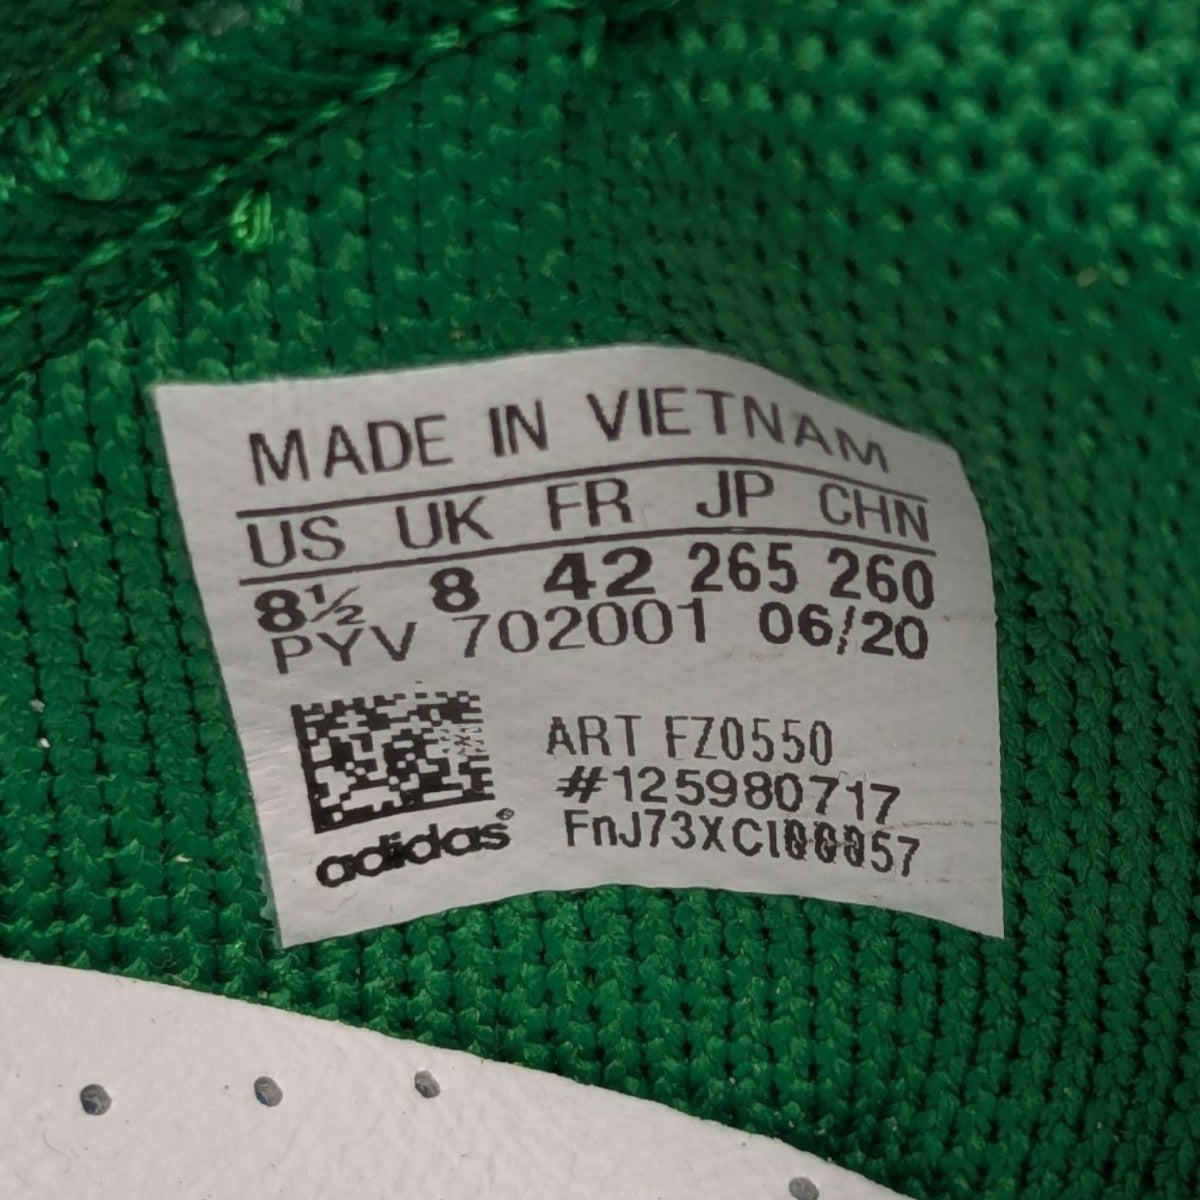 MADE IN VIETNAM
US UK FR JP CHN
8½ 8 42 265 260
PYV 702001 06/20
ART FZ0550
#125980717
adidas®